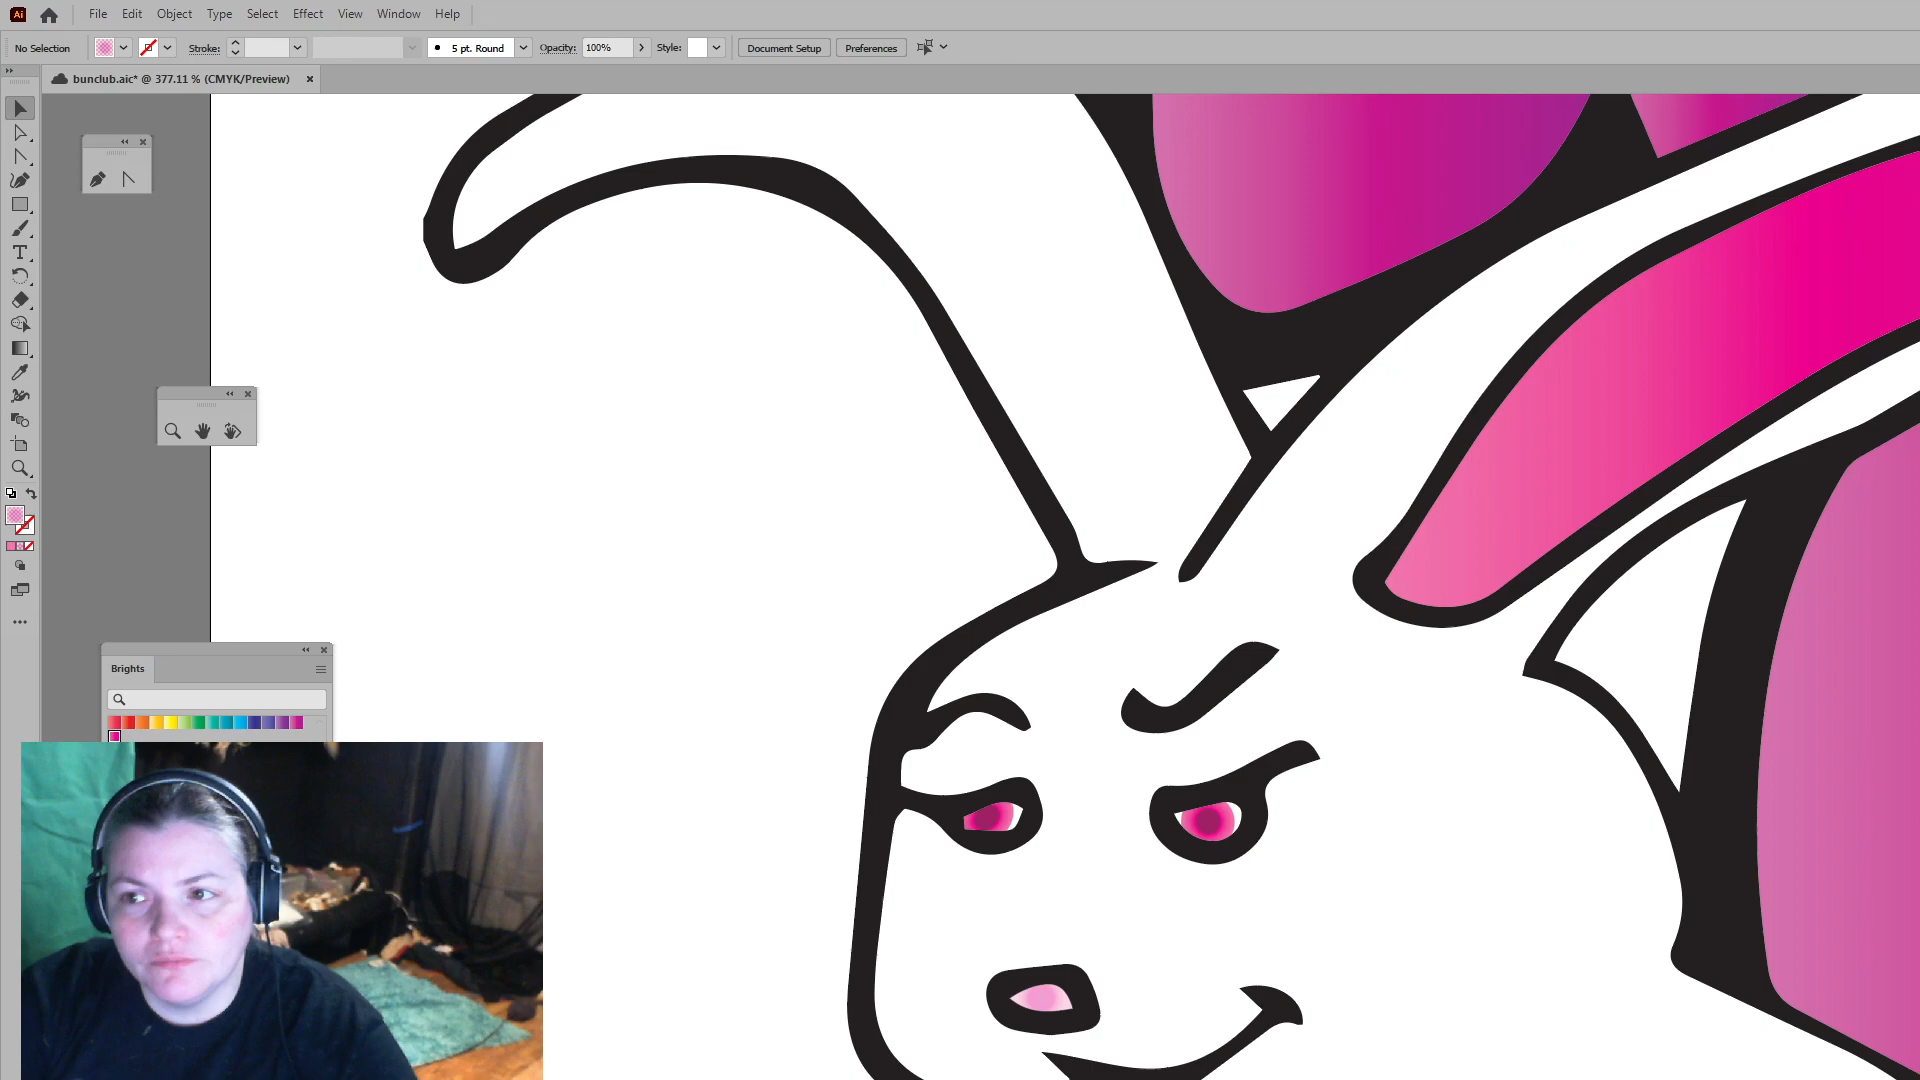 Ai File Edit Object Type Select Effect View Window Help
No Selection Stroke: 5 pt. Round Opacity: 100% Style: Document Setup Preferences
bunclub.aic* @ 377.11 % (CMYK/Preview)
Brights